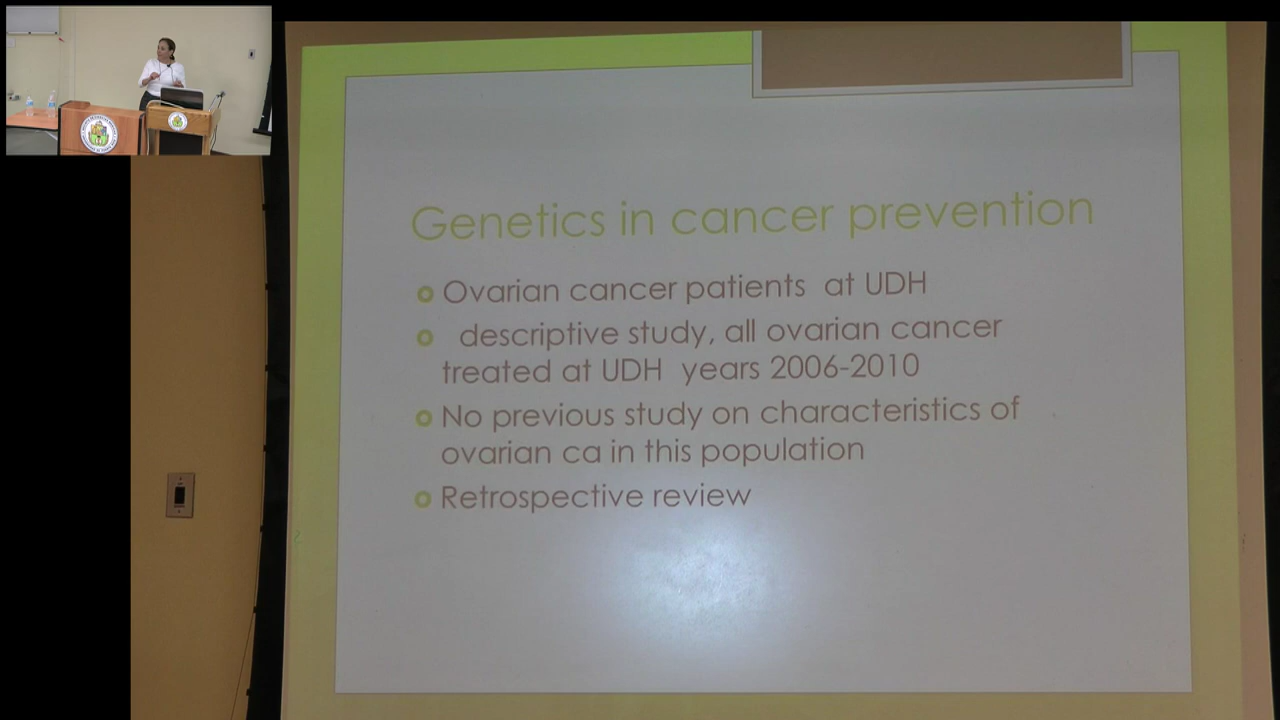 Genetics in cancer prevention
Ovarian cancer patients at UDH
descriptive study, all ovarian cancer
treated at UDH years 2006-2010
No previous study on characteristics of
ovarian ca in this population
Retrospective review